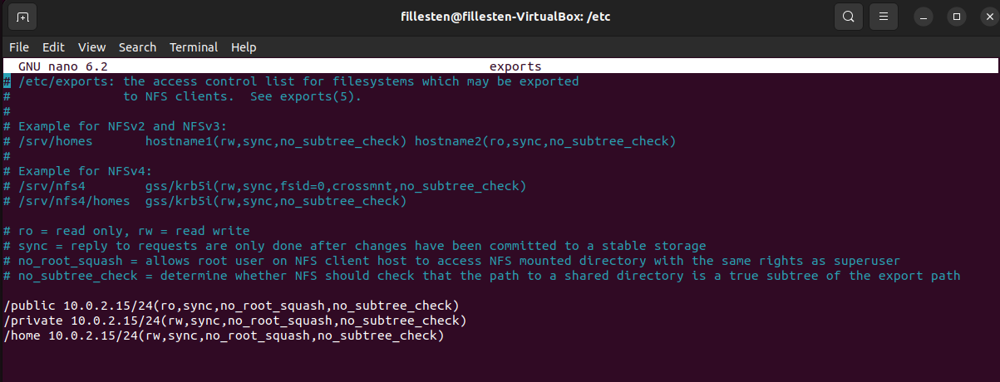 fillesten@fillesten-VirtualBox: /etc
File Edit View Search Terminal Help
GNU nano 6.2 exports
# /etc/exports: the access control list for filesystems which may be exported
#               to NFS clients.  See exports(5).
#
# Example for NFSv2 and NFSv3:
# /srv/homes       hostname1(rw,sync,no_subtree_check) hostname2(ro,sync,no_subtree_check)
#
# Example for NFSv4:
# /srv/nfs4        gss/krb5i(rw,sync,fsid=0,crossmnt,no_subtree_check)
# /srv/nfs4/homes  gss/krb5i(rw,sync,no_subtree_check)
# ro = read only, rw = read write
# sync = reply to requests are only done after changes have been committed to a stable storage
# no_root_squash = allows root user on NFS client host to access NFS mounted directory with the same rights as superuser
# no_subtree_check = determine whether NFS should check that the path to a shared directory is a true subtree of the export path
/public 10.0.2.15/24(ro,sync,no_root_squash,no_subtree_check)
/private 10.0.2.15/24(rw,sync,no_root_squash,no_subtree_check)
/home 10.0.2.15/24(rw,sync,no_root_squash,no_subtree_check)